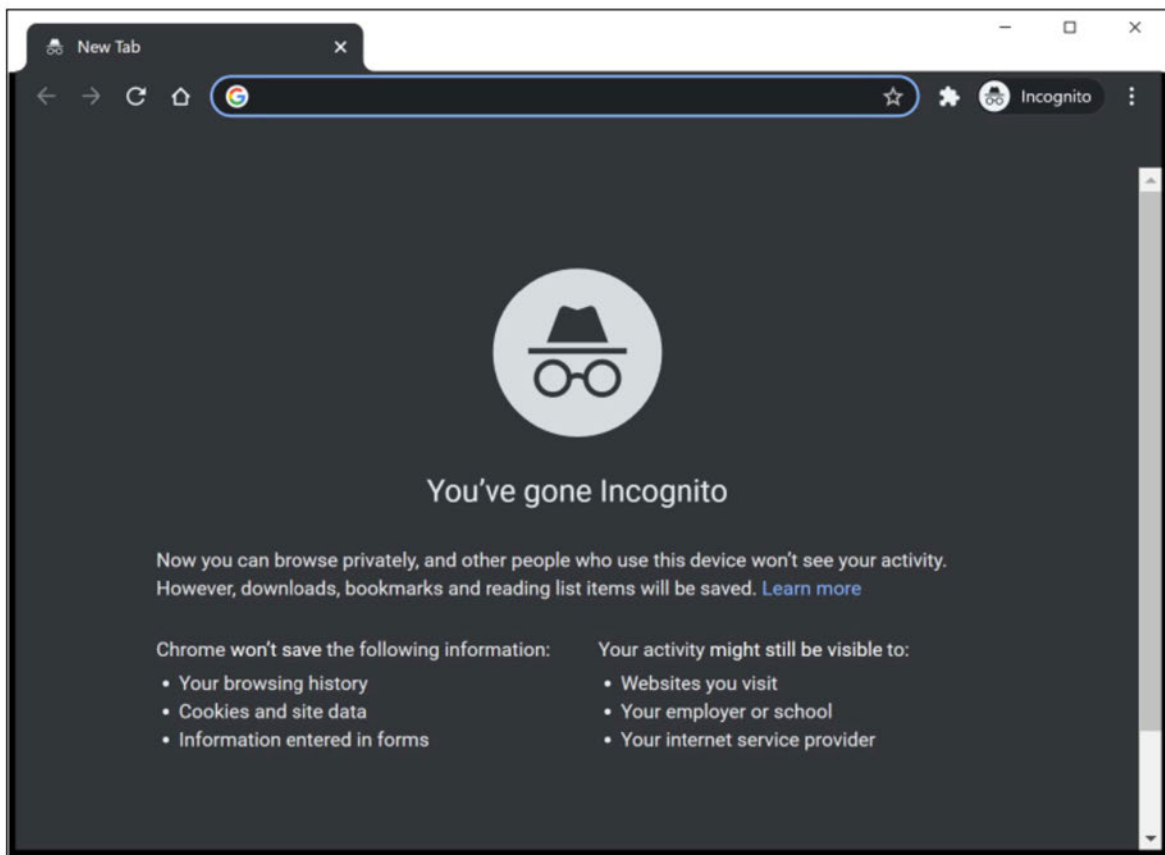 New Tab
Incognito
You've gone Incognito
Now you can browse privately, and other people who use this device won't see your activity.
However, downloads, bookmarks and reading list items will be saved. Learn more
Chrome won't save the following information:
• Your browsing history
• Cookies and site data
• Information entered in forms
Your activity might still be visible to:
• Websites you visit
• Your employer or school
• Your internet service provider